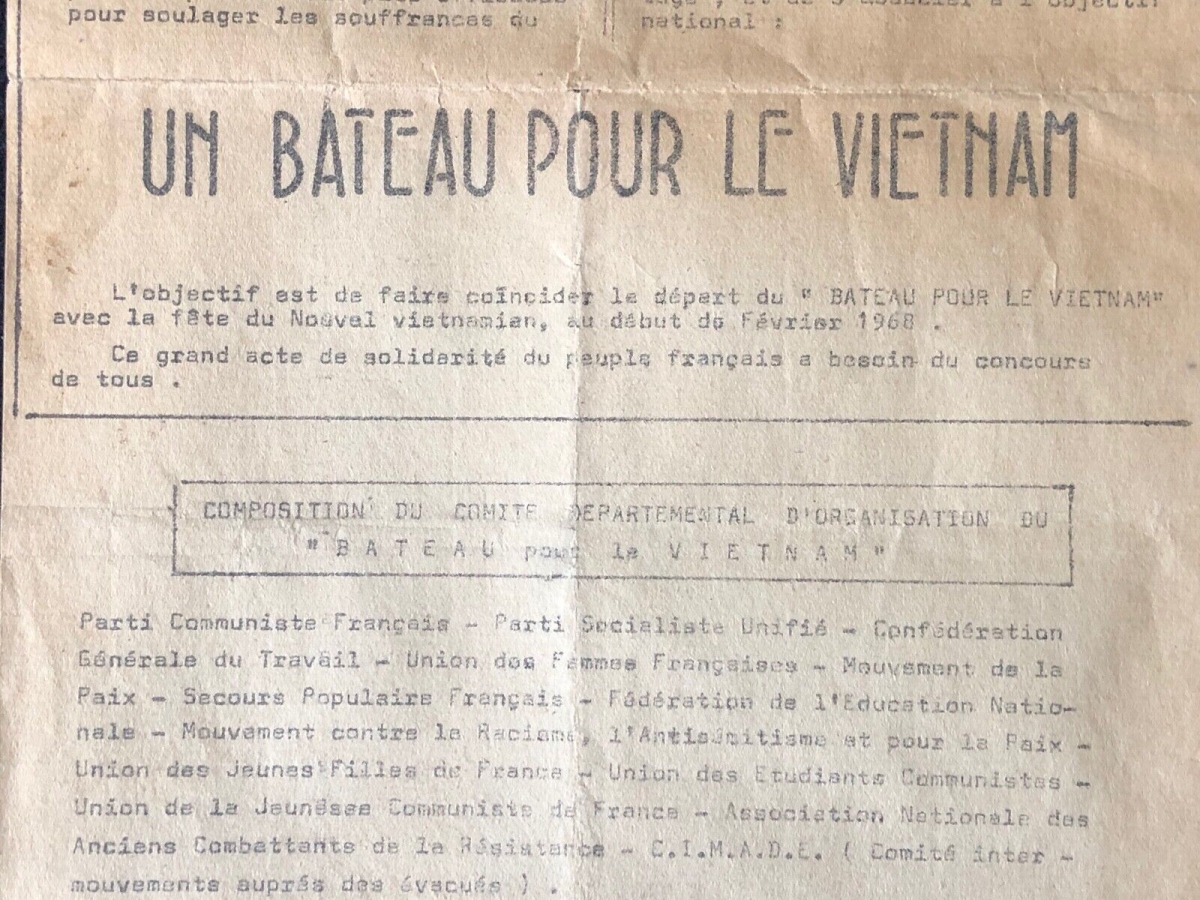 pour soulager les souffrances du
national :
UN BATEAU POUR LE VIETNAM
L'objectif est de faire coïncider le départ du " BATEAU POUR LE VIETNAM"
avec la fête du Nouvel vietnamien, au début de Février 1968 .
Ce grand acte de solidarité du peuple français a besoin du concours
de tous .
COMPOSITION DU COMITE DEPARTEMENTAL D'ORGANISATION DU
"BATEAU pour le VIETNAM"
Parti Communiste Français - Parti Socialiste Unifié - Confédération
Générale du Travail - Union des Femmes Françaises - Mouvement de la
Paix - Secours Populaire Français - Fédération de l'Education Natio-
nale - Mouvement contre le Racisme, l'Antisémitisme et pour la Paix -
Union des Jeunes Filles de France - Union des Etudiants Communistes -
Union de la Jeunesse Communiste de France - Association Nationale des
Anciens Combattants de la Résistance - C.I.M.A.D.E. ( Comité inter -
mouvements auprés des évacués ) .